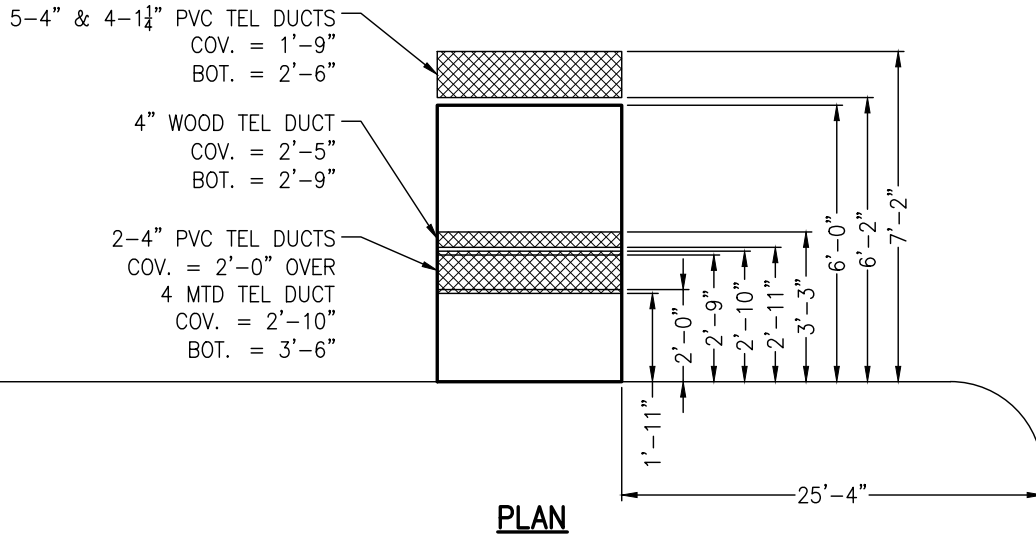 5-4" & 4-1¼" PVC TEL DUCTS
COV. = 1'-9"
BOT. = 2'-6"
4" WOOD TEL DUCT
COV. = 2'-5"
BOT. = 2'-9"
2-4" PVC TEL DUCTS
COV. = 2'-0" OVER
4 MTD TEL DUCT
COV. = 2'-10"
BOT. = 3'-6"
1'-11"
2'-0"
2'-9"
2'-10"
2'-11"
3'-3"
6'-0"
6'-2"
7'-2"
25'-4"
PLAN